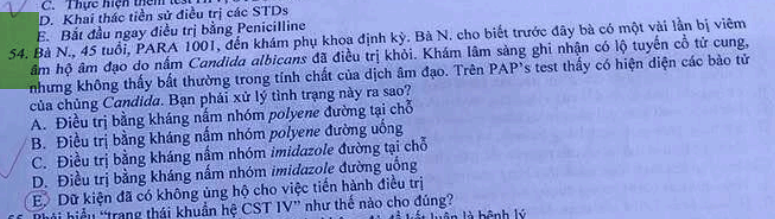 C. Thực hiện thêm test
D. Khai thác tiền sử điều trị các STDs
E. Bắt đầu ngay điều trị bằng Penicilline
54. Bà N., 45 tuổi, PARA 1001, đến khám phụ khoa định kỳ. Bà N. cho biết trước đây bà có một vài lần bị viêm
âm hộ âm đạo do nấm Candida albicans đã điều trị khỏi. Khám lâm sàng ghi nhận có lộ tuyến cổ tử cung,
nhưng không thấy bất thường trong tính chất của dịch âm đạo. Trên PAP's test thấy có hiện diện các bào tử
của chủng Candida. Bạn phải xử lý tình trạng này ra sao?
A. Điều trị bằng kháng nấm nhóm polyene đường tại chỗ
B. Điều trị bằng kháng nấm nhóm polyene đường uống
C. Điều trị bằng kháng nấm nhóm imidazole đường tại chỗ
D. Điều trị bằng kháng nấm nhóm imidazole đường uống
E. Dữ kiện đã có không ủng hộ cho việc tiến hành điều trị
55. Phải hiểu “trạng thái khuẩn hệ CST IV” như thế nào cho đúng?
luận là bệnh lý